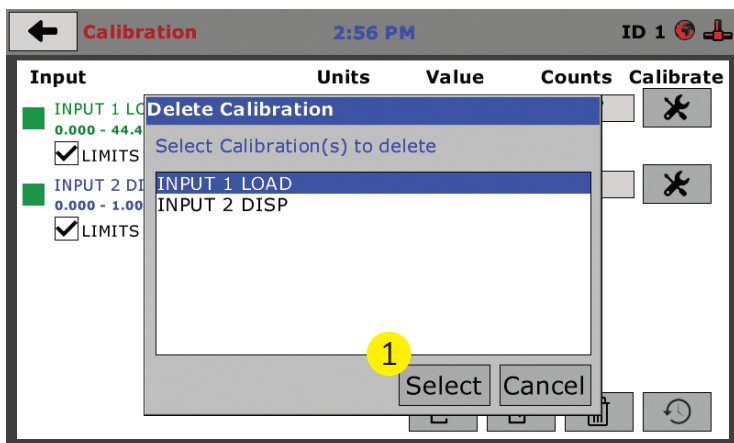 Calibration 2:56 PM ID 1
Input Units Value Counts Calibrate
INPUT 1 LO
0.000 - 44.4
LIMITS
INPUT 2 DI
0.000 - 1.00
LIMITS
Delete Calibration
Select Calibration(s) to delete
INPUT 1 LOAD
INPUT 2 DISP
1
Select Cancel